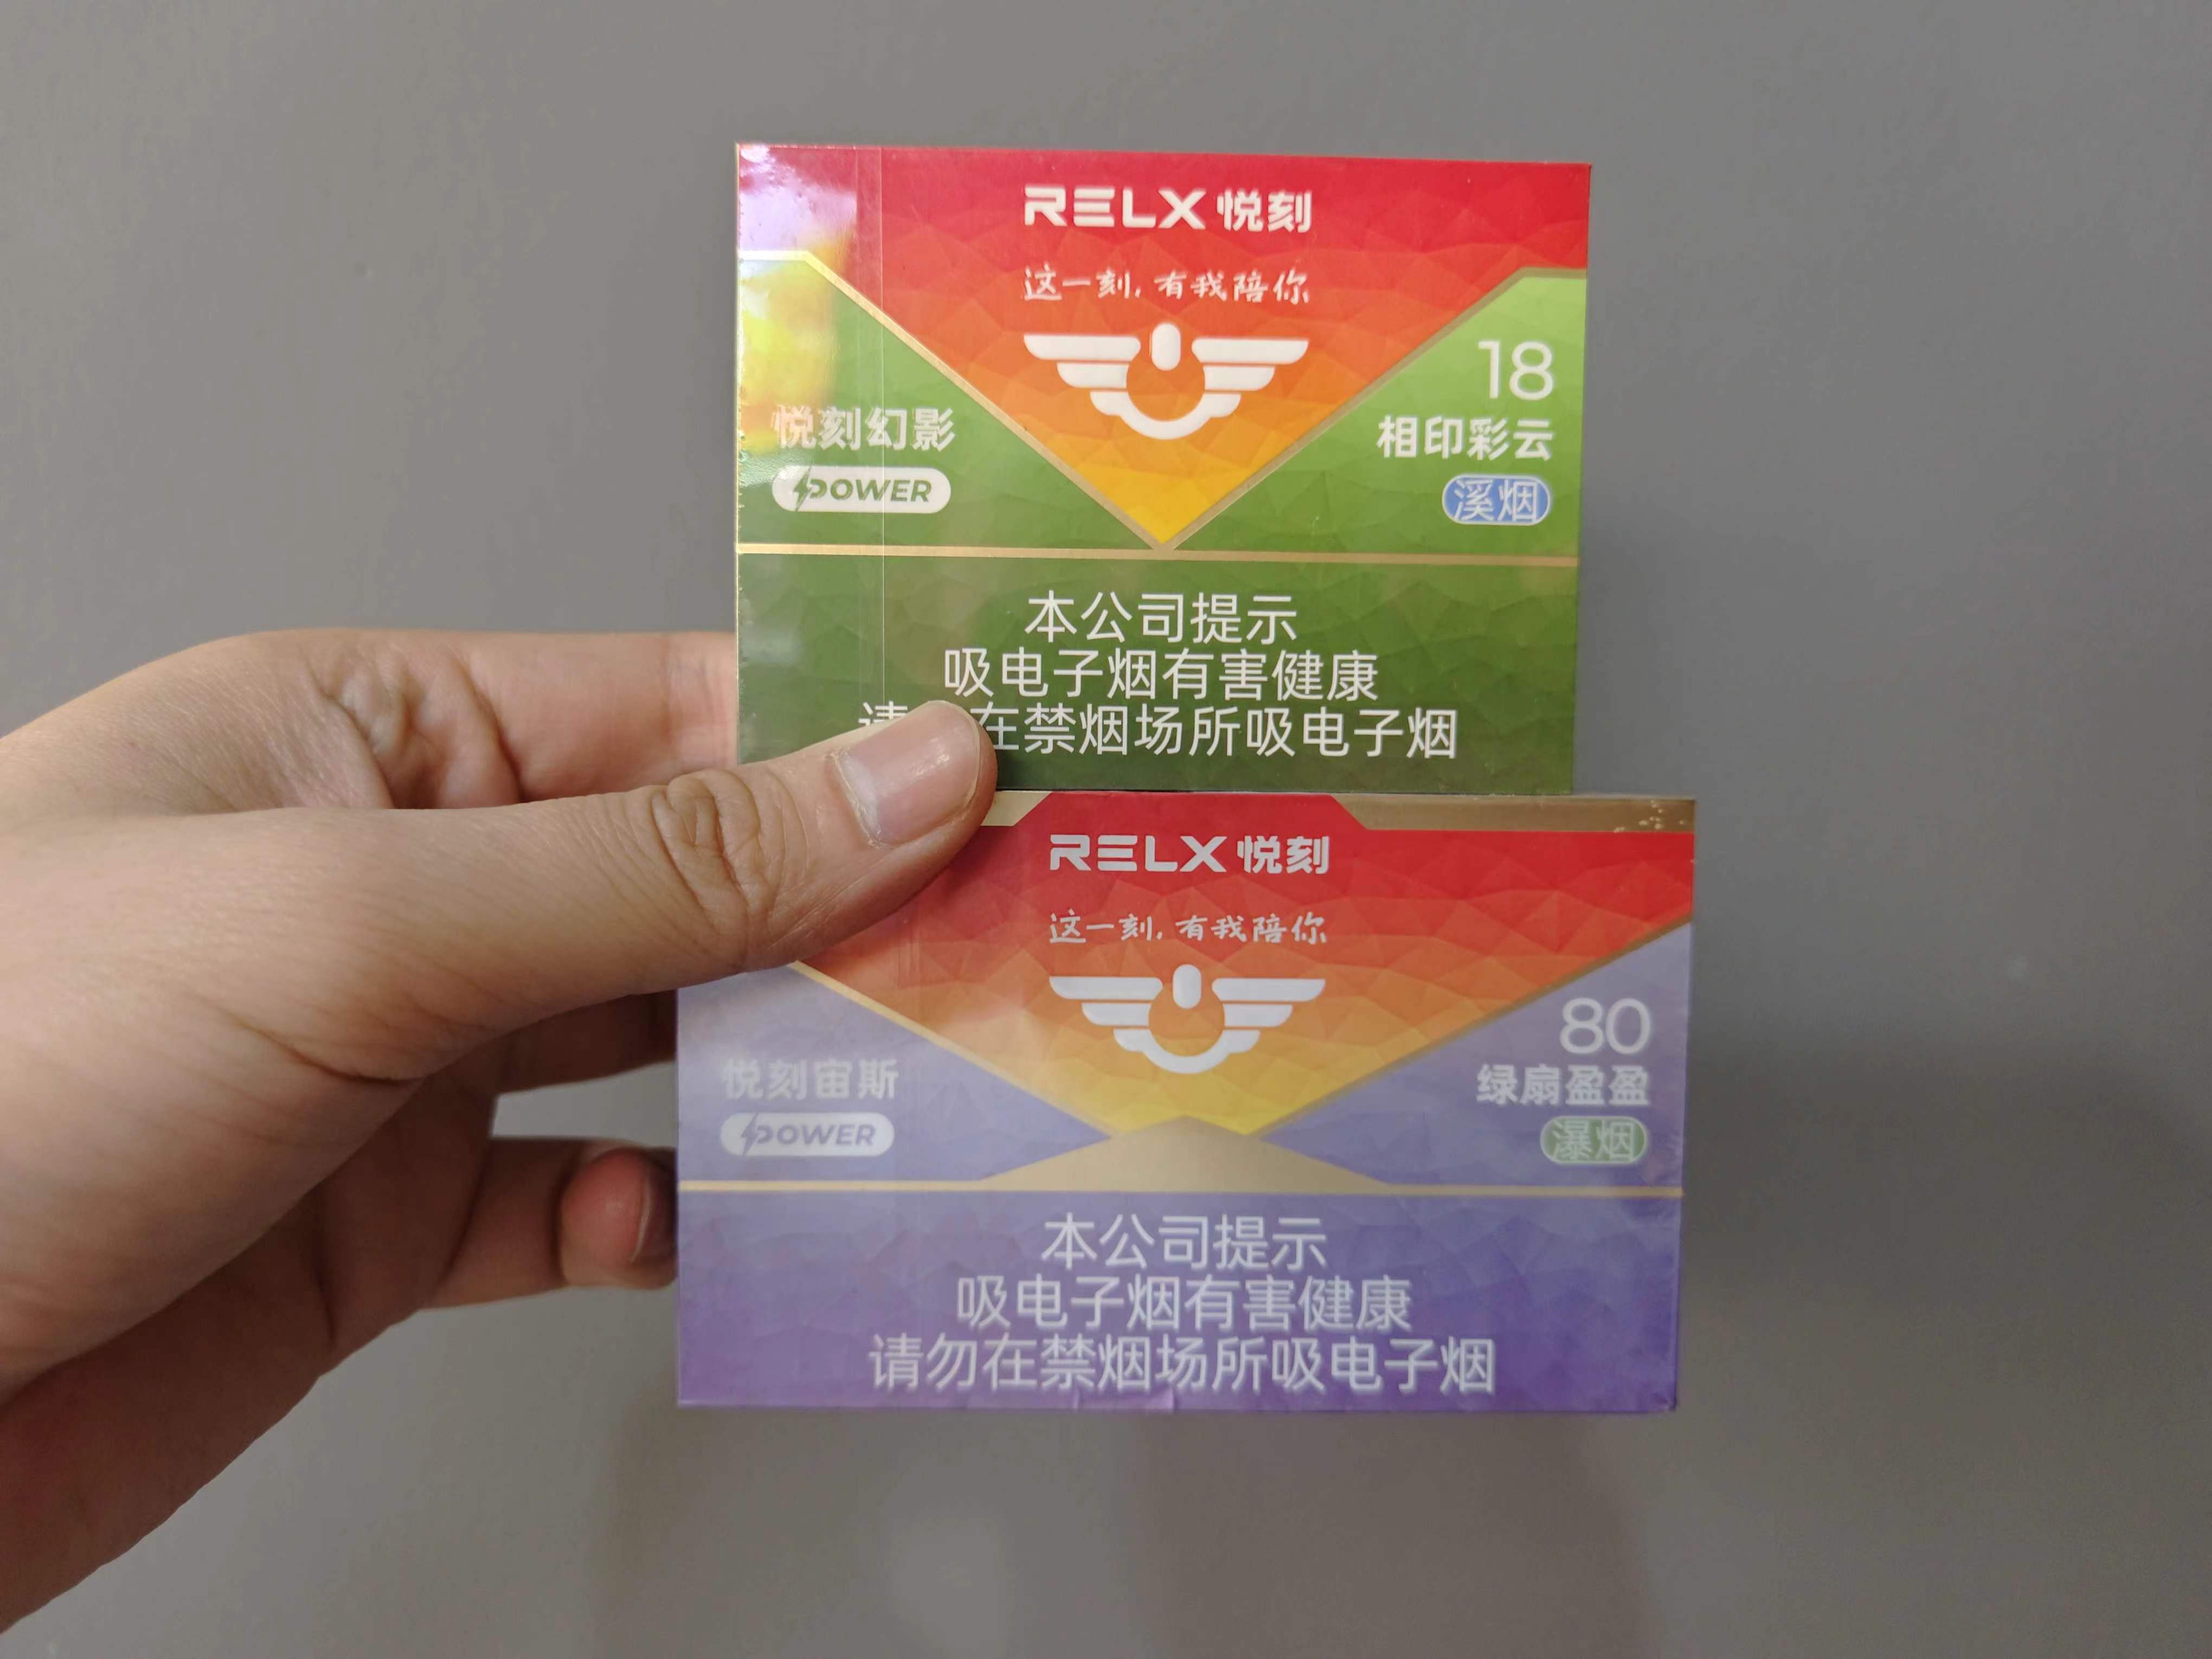 RELX 悦刻
这一刻，有我陪你
18
悦刻幻影
相印彩云
POWER
溪烟
本公司提示
吸电子烟有害健康
请 在禁烟场所吸电子烟
RELX 悦刻
这一刻，有我陪你
80
悦刻宙斯
绿扇盈盈
POWER
瀑烟
本公司提示
吸电子烟有害健康
请勿在禁烟场所吸电子烟